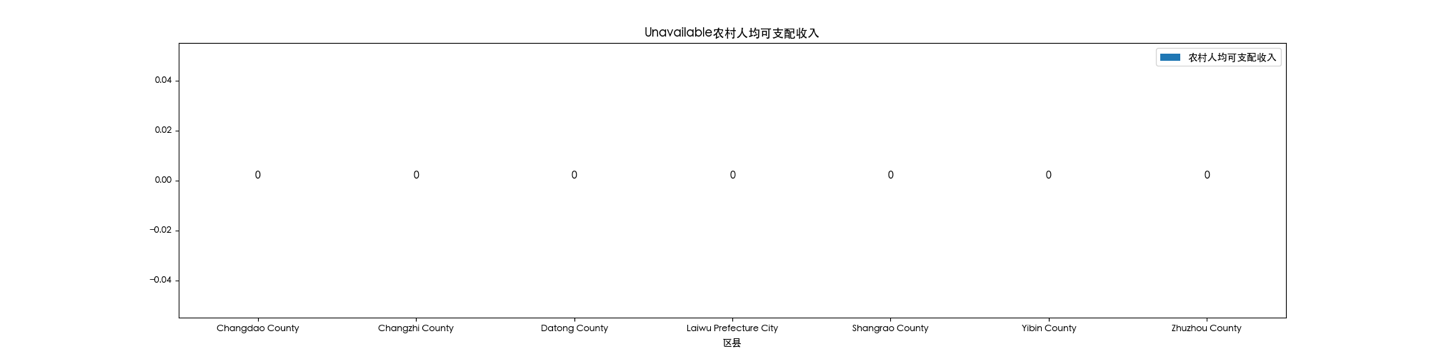 Unavailable农村人均可支配收入
农村人均可支配收入
0.04
0.02
0.00
−0.02
−0.04
0 0 0 0 0 0 0
Changdao County Changzhi County Datong County Laiwu Prefecture City Shangrao County Yibin County Zhuzhou County
区县